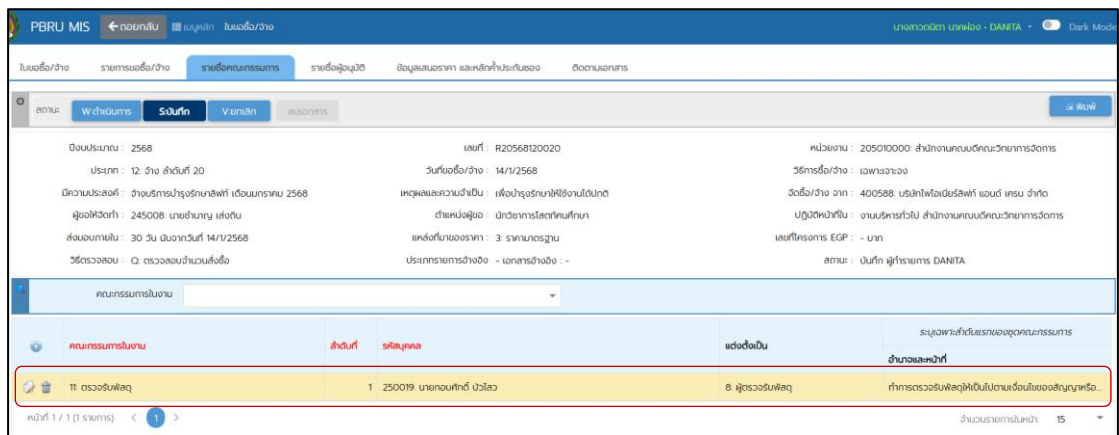 PBRU MIS ถอยกลับ เมนูหลัก ใบขอซื้อ/จ้าง นางสาวดนิตา นาคผ่อง - DANITA Dark Mode
ใบขอซื้อ/จ้าง รายการขอซื้อ/จ้าง รายชื่อคณะกรรมการ รายชื่อผู้อนุมัติ ข้อมูลเสนอราคา และหลักค้ำประกันซอง ติดตามเอกสาร
สถานะ W:ดำเนินการ S:บันทึก V:ยกเลิก ลบเอกสาร พิมพ์
ปีงบประมาณ : 2568 เลขที่ : R20568120020 หน่วยงาน : 205010000: สำนักงานคณบดีคณะวิทยาการจัดการ
ประเภท : 12: จ้าง ลำดับที่ 20 วันที่ขอซื้อ/จ้าง : 14/1/2568 วิธีการซื้อ/จ้าง : เฉพาะเจาะจง
มีความประสงค์ : จ้างบริการบำรุงรักษาลิฟท์ เดือนมกราคม 2568 เหตุผลและความจำเป็น : เพื่อบำรุงรักษาให้ใช้งานได้ปกติ จัดซื้อ/จ้าง จาก : 400588: บริษัทไพโอเนียร์ลิฟท์ แอนด์ เครน จำกัด
ผู้ขอให้จัดทำ : 245008: นายชำนาญ เส่งถิน ตำแหน่งผู้ขอ : นักวิชาการโสตทัศนศึกษา ปฏิบัติหน้าที่ใน : งานบริหารทั่วไป สำนักงานคณบดีคณะวิทยาการจัดการ
ส่งมอบภายใน : 30 วัน นับจากวันที่ 14/1/2568 แหล่งที่มาของราคา : 3: ราคามาตรฐาน เลขที่โครงการ EGP : - บาท
วิธีตรวจสอบ : Q: ตรวจสอบจำนวนสั่งซื้อ ประเภทรายการอ้างอิง - เอกสารอ้างอิง : - สถานะ : บันทึก ผู้ทำรายการ DANITA
คณะกรรมการในงาน
คณะกรรมการในงาน ลำดับที่ รหัสบุคคล แต่งตั้งเป็น ระบุเฉพาะลำดับแรกของชุดคณะกรรมการ
อำนาจและหน้าที่
11: ตรวจรับพัสดุ 1 250019: นายกอบศักดิ์ บัวไสว 8: ผู้ตรวจรับพัสดุ ทำการตรวจรับพัสดุให้เป็นไปตามเงื่อนไขของสัญญาหรือ...
หน้าที่ 1 / 1 (1 รายการ) < 1 > จำนวนรายการในหน้า 15